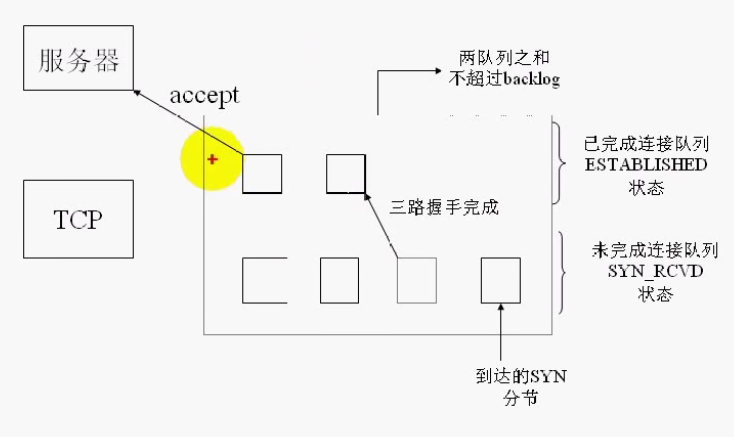 服务器
accept
两队列之和
不超过backlog
已完成连接队列
ESTABLISHED
状态
TCP
三路握手完成
未完成连接队列
SYN_RCVD
状态
到达的SYN
分节